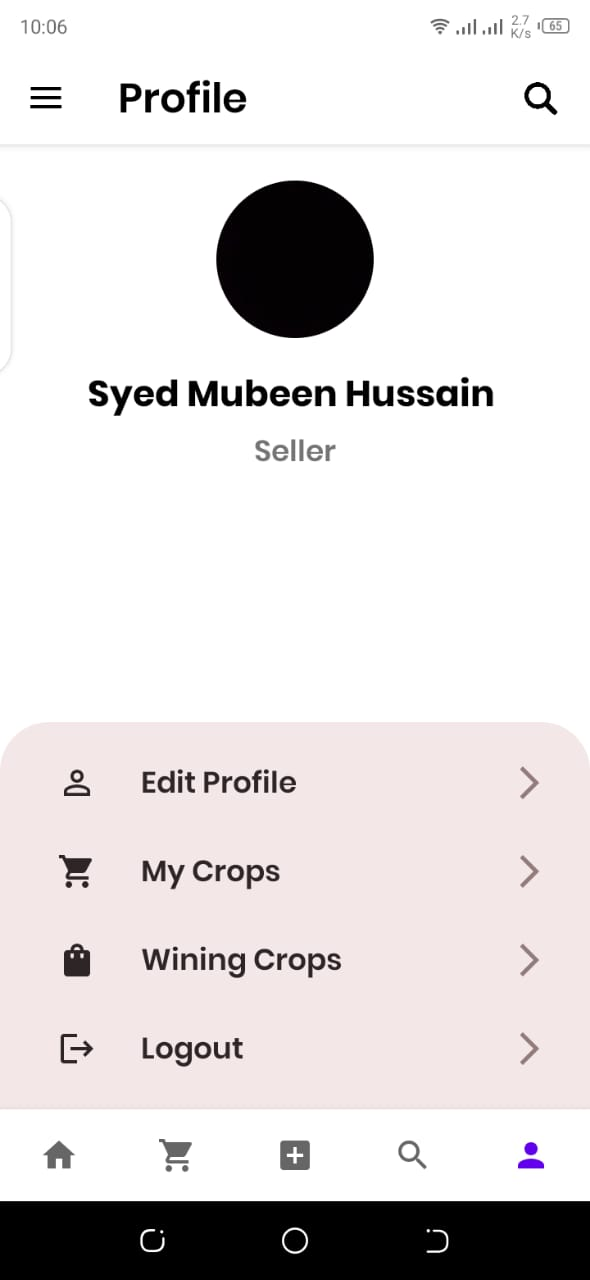 10:06
2.7
K/s
65
Profile
Syed Mubeen Hussain
Seller
Edit Profile
My Crops
Wining Crops
Logout